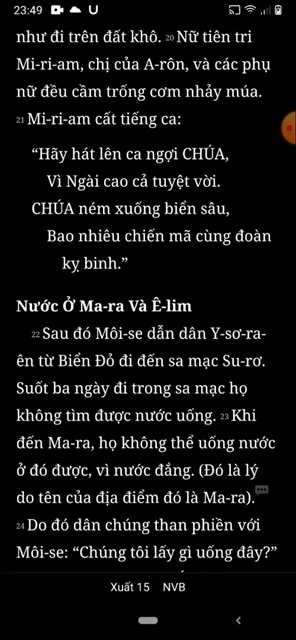 23:49
như đi trên đất khô. 20 Nữ tiên tri
Mi-ri-am, chị của A-rôn, và các phụ
nữ đều cầm trống cơm nhảy múa.
21 Mi-ri-am cất tiếng ca:
“Hãy hát lên ca ngợi CHÚA,
Vì Ngài cao cả tuyệt vời.
CHÚA ném xuống biển sâu,
Bao nhiêu chiến mã cùng đoàn
kỵ binh.”
Nước Ở Ma-ra Và Ê-lim
22 Sau đó Môi-se dẫn dân Y-sơ-ra-
ên từ Biển Đỏ đi đến sa mạc Su-rơ.
Suốt ba ngày đi trong sa mạc họ
không tìm được nước uống. 23 Khi
đến Ma-ra, họ không thể uống nước
ở đó được, vì nước đắng. (Đó là lý
do tên của địa điểm đó là Ma-ra).
24 Do đó dân chúng than phiền với
Môi-se: “Chúng tôi lấy gì uống đây?”
Xuất 15 NVB